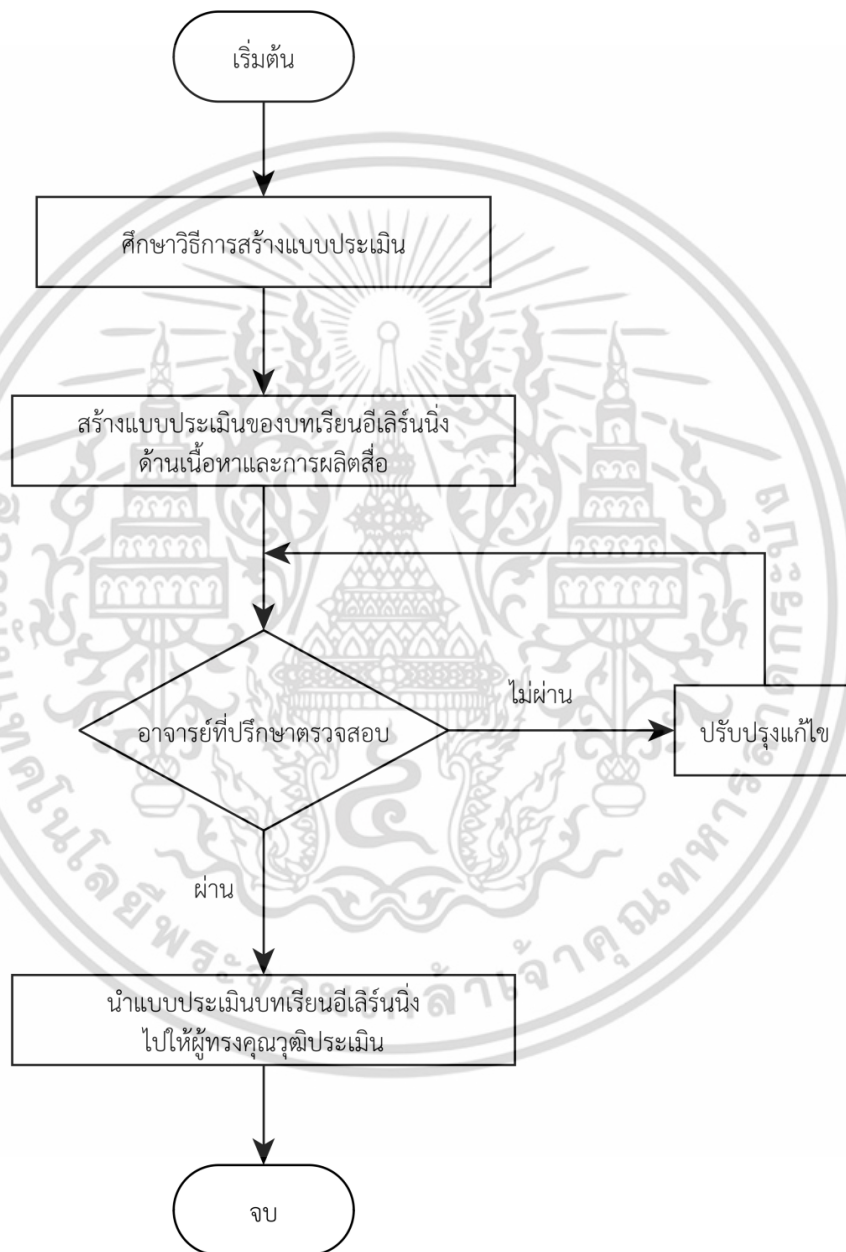 เริ่มต้น
ศึกษาวิธีการสร้างแบบประเมิน
สร้างแบบประเมินของบทเรียนอีเลิร์นนิ่ง
ด้านเนื้อหาและการผลิตสื่อ
อาจารย์ที่ปรึกษาตรวจสอบ
ไม่ผ่าน
ปรับปรุงแก้ไข
ผ่าน
นำแบบประเมินบทเรียนอีเลิร์นนิ่ง
ไปให้ผู้ทรงคุณวุฒิประเมิน
จบ